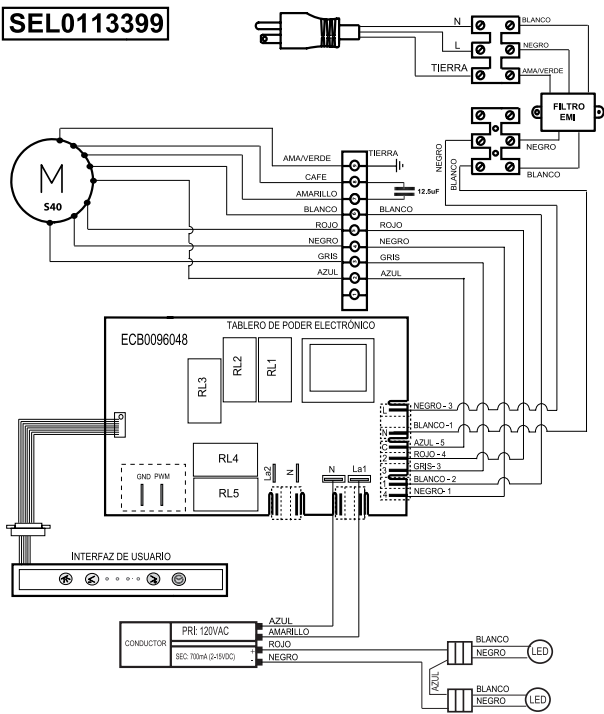 SEL0113399
N
BLANCO
L
NEGRO
TIERRA
AMA/VERDE
FILTRO
EMI
NEGRO
BLANCO
NEGRO
BLANCO
M
S40
AMA/VERDE
TIERRA
CAFE
12.5uF
AMARILLO
BLANCO
BLANCO
ROJO
ROJO
NEGRO
NEGRO
GRIS
GRIS
AZUL
AZUL
TABLERO DE PODER ELECTRÓNICO
ECB0096048
RL3
RL2
RL1
RL4
RL5
GND PWM
La2
N
N
La1
L
NEGRO - 3
N
BLANCO-1
C
AZUL - 5
2
ROJO - 4
3
GRIS- 3
1
BLANCO - 2
4
NEGRO- 1
INTERFAZ DE USUARIO
CONDUCTOR
PRI: 120VAC
SEC: 700mA (2-15VDC)
+
-
AZUL
AMARILLO
ROJO
NEGRO
AZUL
BLANCO
NEGRO
LED
BLANCO
NEGRO
LED